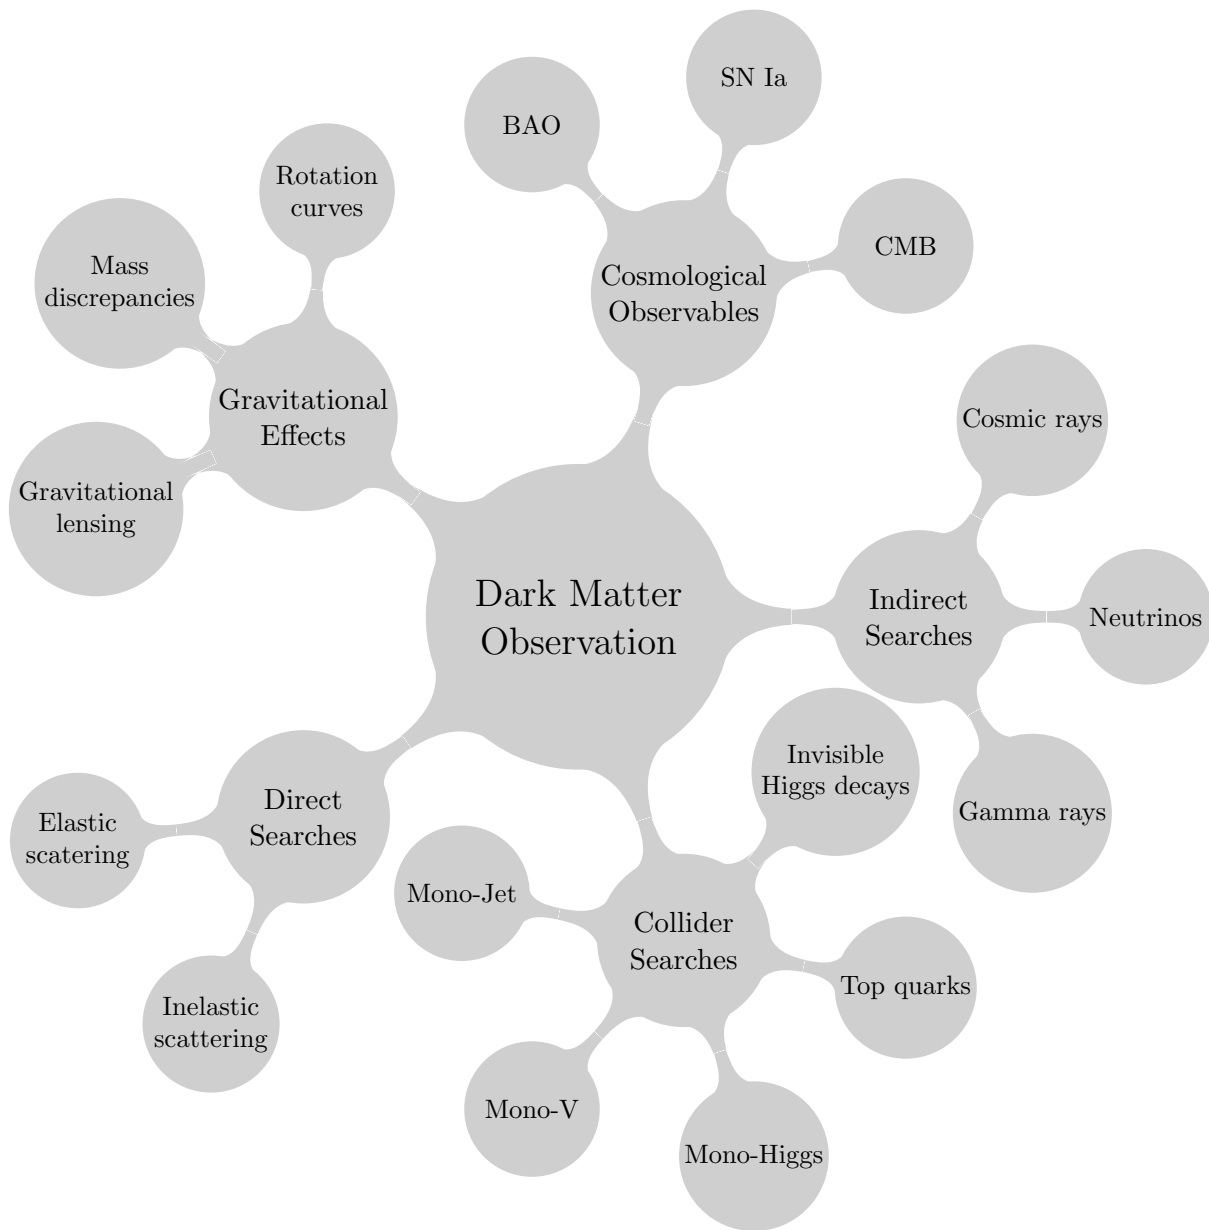 SN Ia
BAO
Rotation
curves
CMB
Mass
discrepancies
Cosmological
Observables
Gravitational
Effects
Cosmic rays
Gravitational
lensing
Dark Matter
Observation
Indirect
Searches
Neutrinos
Invisible
Higgs decays
Direct
Searches
Gamma rays
Elastic
scatering
Mono-Jet
Collider
Searches
Top quarks
Inelastic
scattering
Mono-V
Mono-Higgs